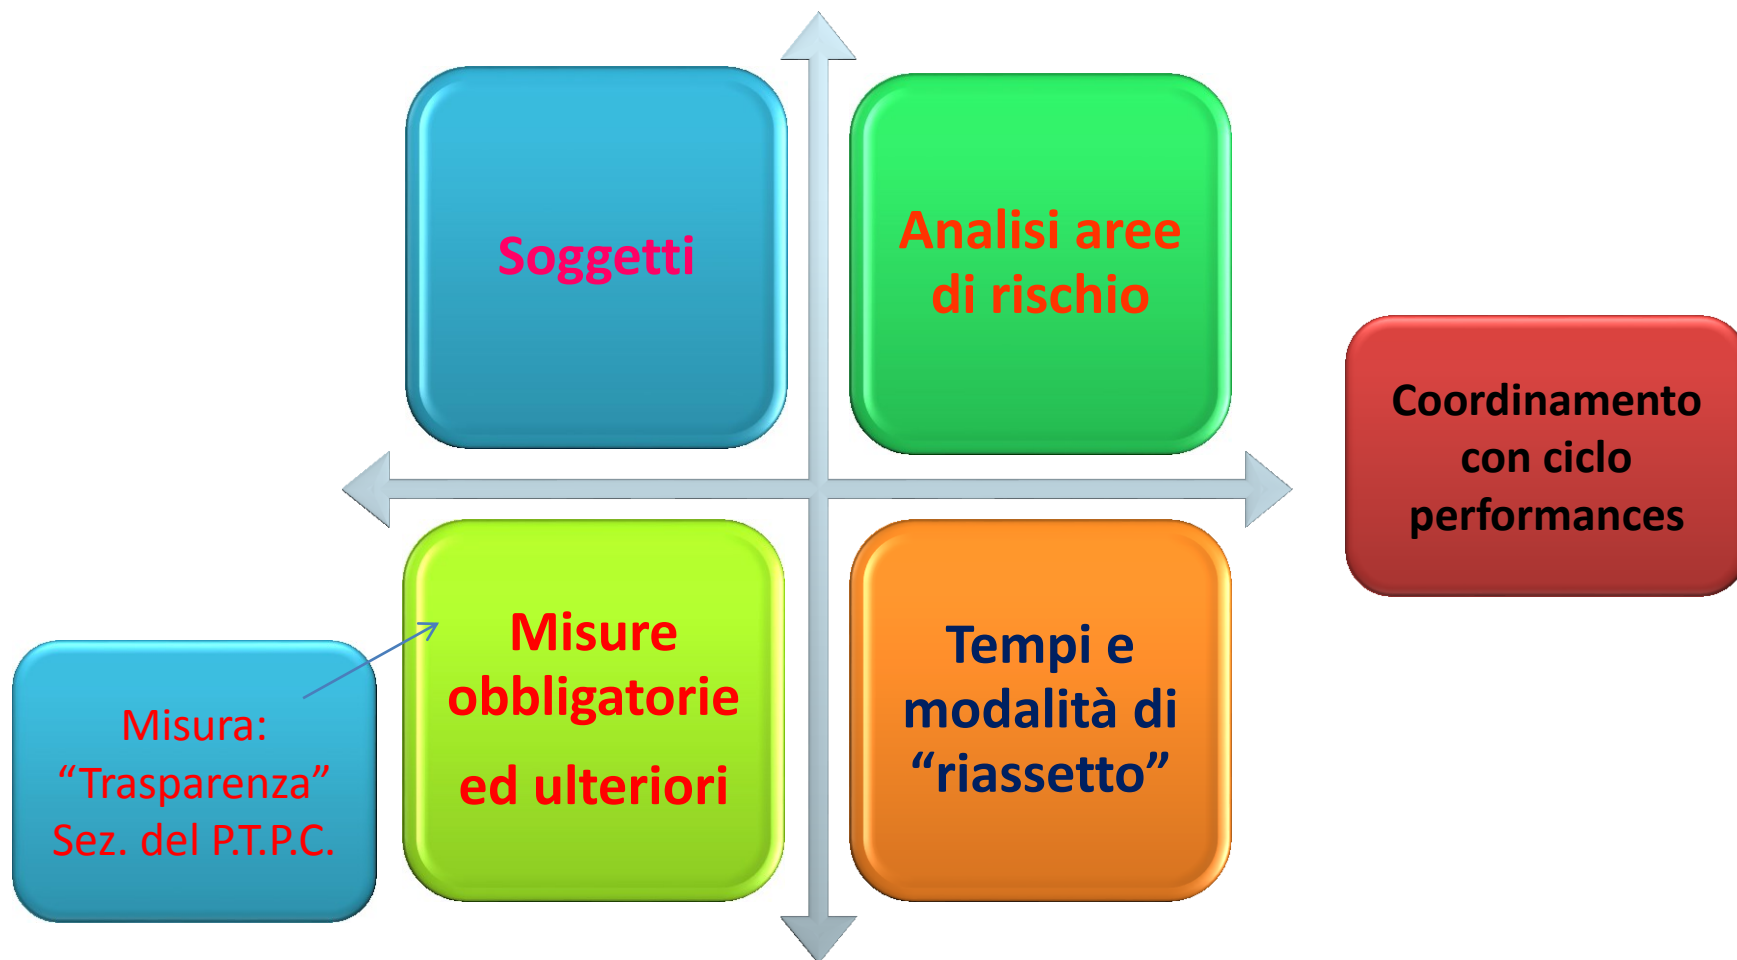 Soggetti
Analisi aree
di rischio
Coordinamento
con ciclo
performances
Misure
obbligatorie
ed ulteriori
Tempi e
modalità di
“riassetto”
Misura:
“Trasparenza”
Sez. del P.T.P.C.